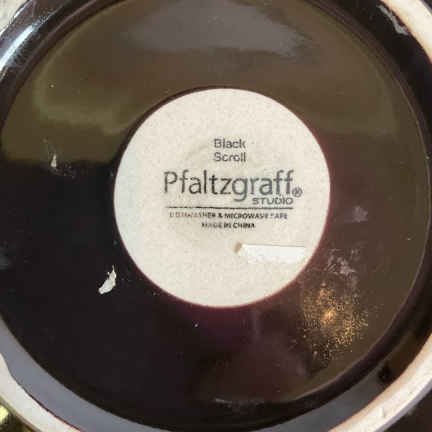 Black
Scroll
Pfaltzgraff®
STUDIO
DISHWASHER & MICROWAVE SAFE
MADE IN CHINA